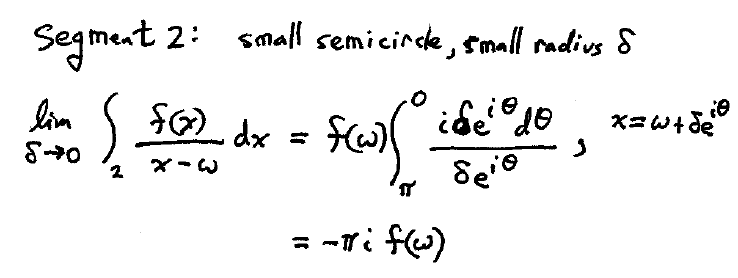 Segment 2: small semicircle, small radius δ
lim δ→0 ∫₂ f(x)/(x-ω) dx = f(ω) ∫_π^0 iδe^{iθ}dθ/δe^{iθ}, x=ω+δe^{iθ}
= -πi f(ω)